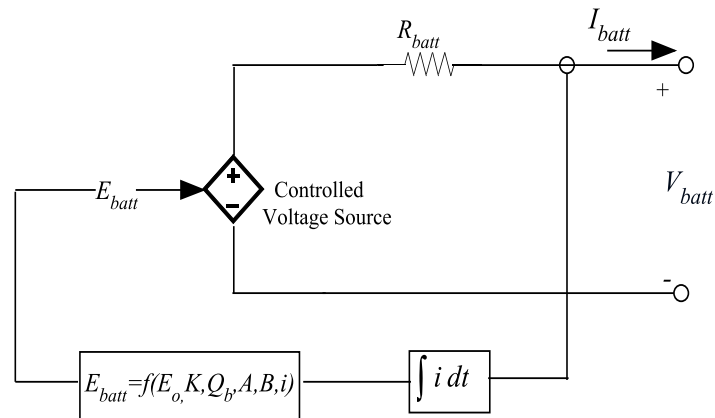 R_batt
I_batt
+
E_batt
+
−
Controlled
Voltage Source
V_batt
-
E_batt=f(E_o,K,Q_b,A,B,i)
∫ i dt